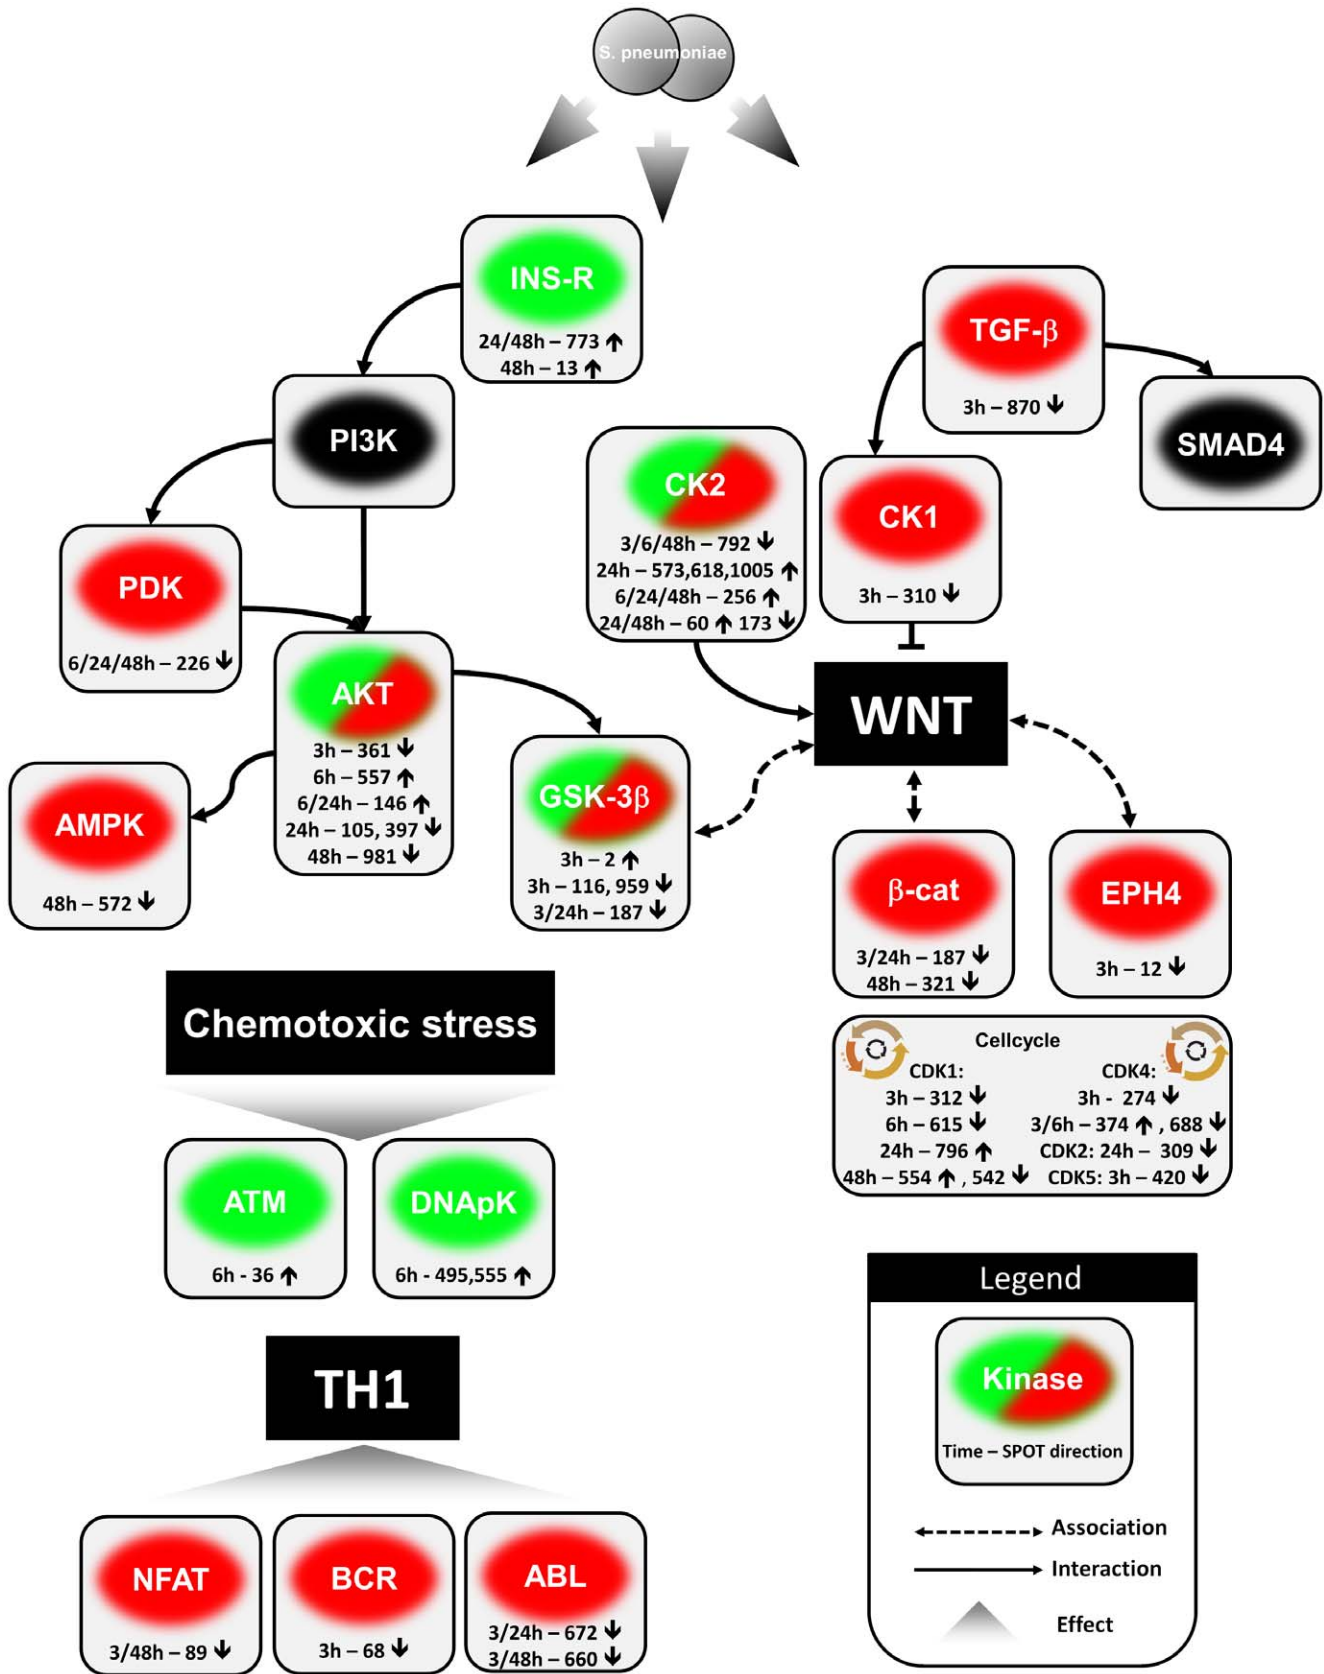 S. pneumoniae
INS-R
24/48h – 773 ↑
48h – 13 ↑
TGF-β
3h – 870 ↓
PI3K
SMAD4
CK2
3/6/48h – 792 ↓
24h – 573,618,1005 ↑
6/24/48h – 256 ↑
24/48h – 60 ↑ 173 ↓
CK1
3h – 310 ↓
PDK
6/24/48h – 226 ↓
AKT
3h – 361 ↓
6h – 557 ↑
6/24h – 146 ↑
24h – 105, 397 ↓
48h – 981 ↓
WNT
GSK-3β
3h – 2 ↑
3h – 116, 959 ↓
3/24h – 187 ↓
AMPK
48h – 572 ↓
β-cat
3/24h – 187 ↓
48h – 321 ↓
EPH4
3h – 12 ↓
Chemotoxic stress
Cellcycle
CDK1:
3h – 312 ↓
6h – 615 ↓
24h – 796 ↑
48h – 554 ↑ , 542 ↓
CDK4:
3h - 274 ↓
3/6h – 374 ↑ , 688 ↓
CDK2: 24h – 309 ↓
CDK5: 3h – 420 ↓
ATM
6h - 36 ↑
DNApK
6h - 495,555 ↑
TH1
NFAT
3/48h – 89 ↓
BCR
3h – 68 ↓
ABL
3/24h – 672 ↓
3/48h – 660 ↓
Legend
Kinase
Time – SPOT direction
Association
Interaction
Effect